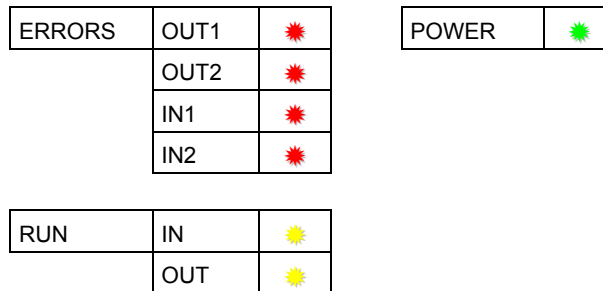 ERRORS OUT1 POWER
OUT2
IN1
IN2
RUN IN
OUT